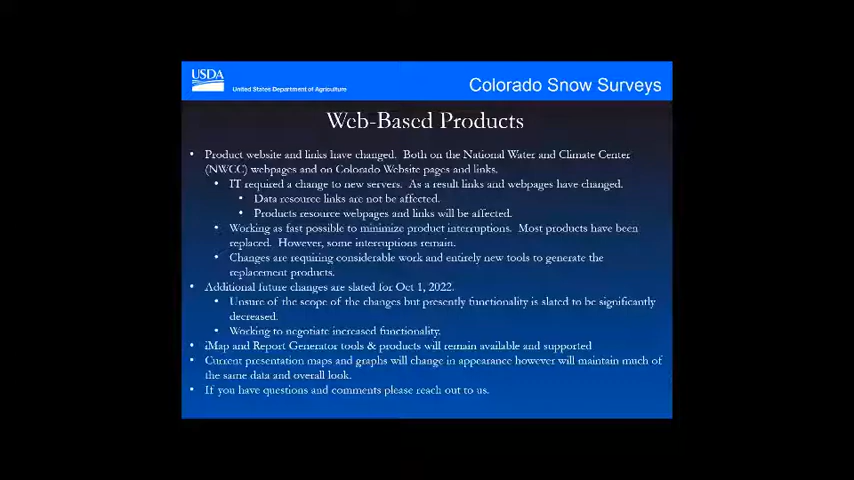 USDA
United States Department of Agriculture
Colorado Snow Surveys
Web-Based Products
• Product website and links have changed. Both on the National Water and Climate Center
(NWCC) webpages and on Colorado Website pages and links.
• IT required a change to new servers. As a result links and webpages have changed.
• Data resource links are not be affected.
• Products resource webpages and links will be affected.
• Working as fast possible to minimize product interruptions. Most products have been
replaced. However, some interruptions remain.
• Changes are requiring considerable work and entirely new tools to generate the
replacement products.
• Additional future changes are slated for Oct 1, 2022.
• Unsure of the scope of the changes but presently functionality is slated to be significantly
decreased.
• Working to negotiate increased functionality.
• iMap and Report Generator tools & products will remain available and supported
• Current presentation maps and graphs will change in appearance however will maintain much of
the same data and overall look.
• If you have questions and comments please reach out to us.